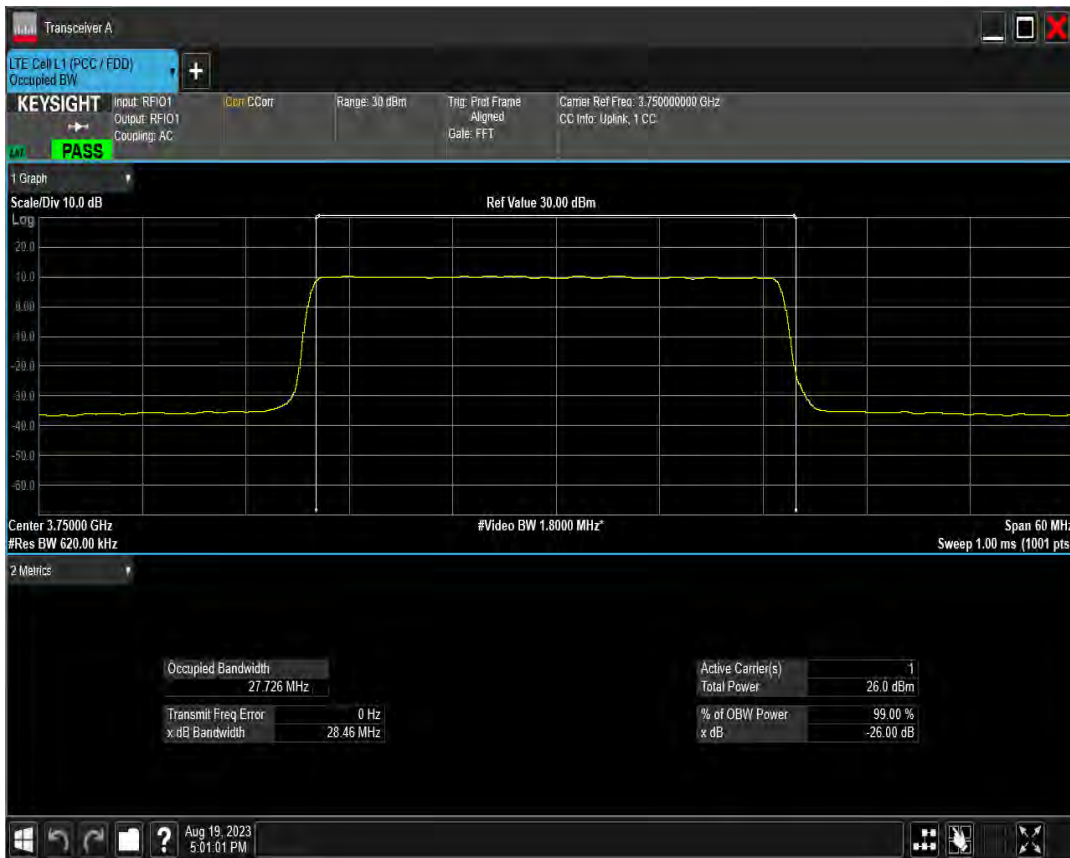 Transceiver A
LTE Cell L1 (PCC / FDD)
Occupied BW
+
KEYSIGHT
PASS
Input: RFIO1
Output: RFIO1
Coupling: AC
Corr CCorr
Range: 30 dBm
Trig: Prot Frame
Aligned
Gate: FFT
Carrier Ref Freq: 3.750000000 GHz
CC Info: Uplink, 1 CC
1 Graph
Scale/Div 10.0 dB
Ref Value 30.00 dBm
Log
20.0
10.0
0.00
-10.0
-20.0
-30.0
-40.0
-50.0
-60.0
Center 3.75000 GHz
#Video BW 1.8000 MHz*
Span 60 MHz
#Res BW 620.00 kHz
Sweep 1.00 ms (1001 pts
2 Metrics
Occupied Bandwidth
27.726 MHz
Transmit Freq Error 0 Hz
x dB Bandwidth 28.46 MHz
Active Carrier(s) 1
Total Power 26.0 dBm
% of OBW Power 99.00 %
x dB -26.00 dB
?
Aug 19, 2023
5:01:01 PM